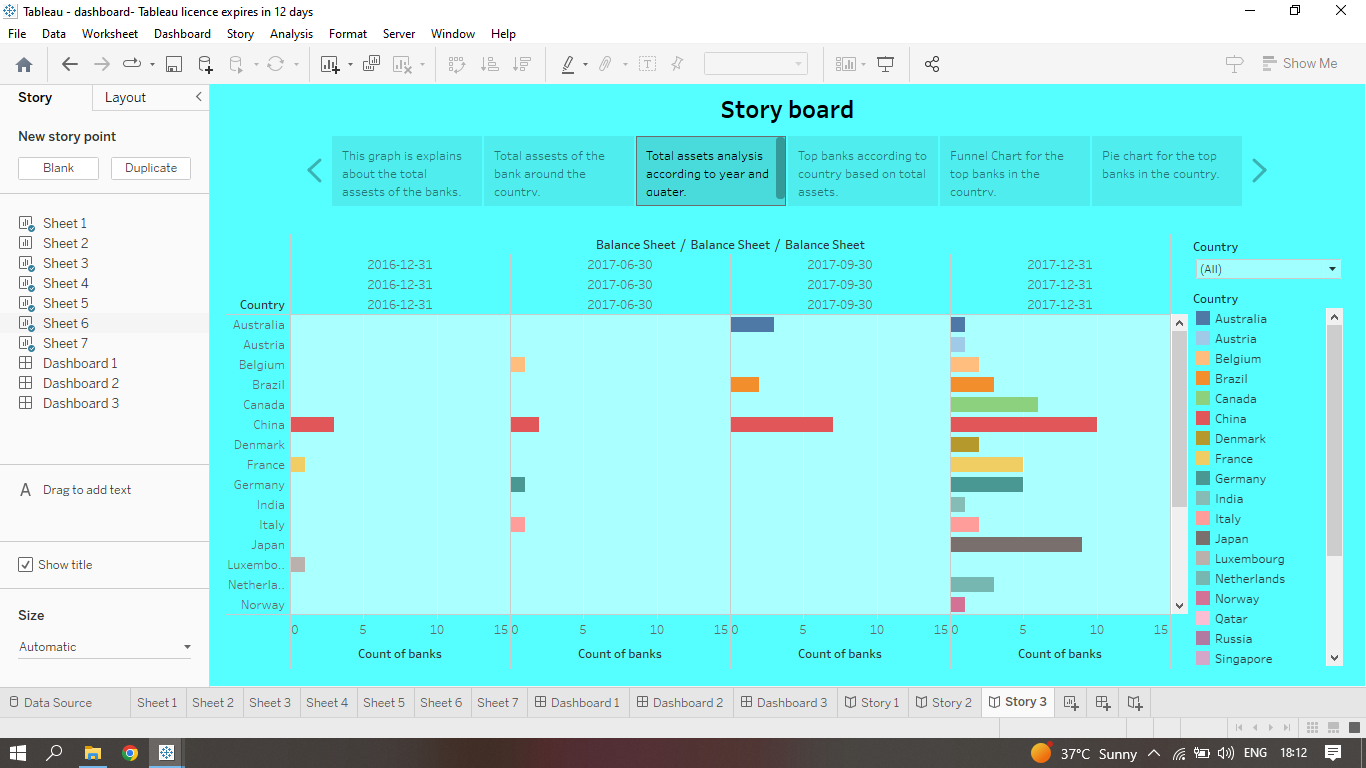 Tableau - dashboard- Tableau licence expires in 12 days
File Data Worksheet Dashboard Story Analysis Format Server Window Help
Show Me
Story Layout
New story point
Blank Duplicate
Sheet 1
Sheet 2
Sheet 3
Sheet 4
Sheet 5
Sheet 6
Sheet 7
Dashboard 1
Dashboard 2
Dashboard 3
A Drag to add text
Show title
Size
Automatic
Story board
This graph is explains
about the total
assests of the banks.
Total assests of the
bank around the
country.
Total assets analysis
according to year and
quater.
Top banks according to
country based on total
assets.
Funnel Chart for the
top banks in the
country.
Pie chart for the top
banks in the country.
Balance Sheet / Balance Sheet / Balance Sheet
2016-12-31 2017-06-30 2017-09-30 2017-12-31
2016-12-31 2017-06-30 2017-09-30 2017-12-31
Country 2016-12-31 2017-06-30 2017-09-30 2017-12-31
Australia
Austria
Belgium
Brazil
Canada
China
Denmark
France
Germany
India
Italy
Japan
Luxembo..
Netherla..
Norway
0 5 10 15 0 5 10 15 0 5 10 15 0 5 10 15
Count of banks Count of banks Count of banks Count of banks
Country
(All)
Country
Australia
Austria
Belgium
Brazil
Canada
China
Denmark
France
Germany
India
Italy
Japan
Luxembourg
Netherlands
Norway
Qatar
Russia
Singapore
Data Source Sheet 1 Sheet 2 Sheet 3 Sheet 4 Sheet 5 Sheet 6 Sheet 7 Dashboard 1 Dashboard 2 Dashboard 3 Story 1 Story 2 Story 3
37°C Sunny ENG 18:12